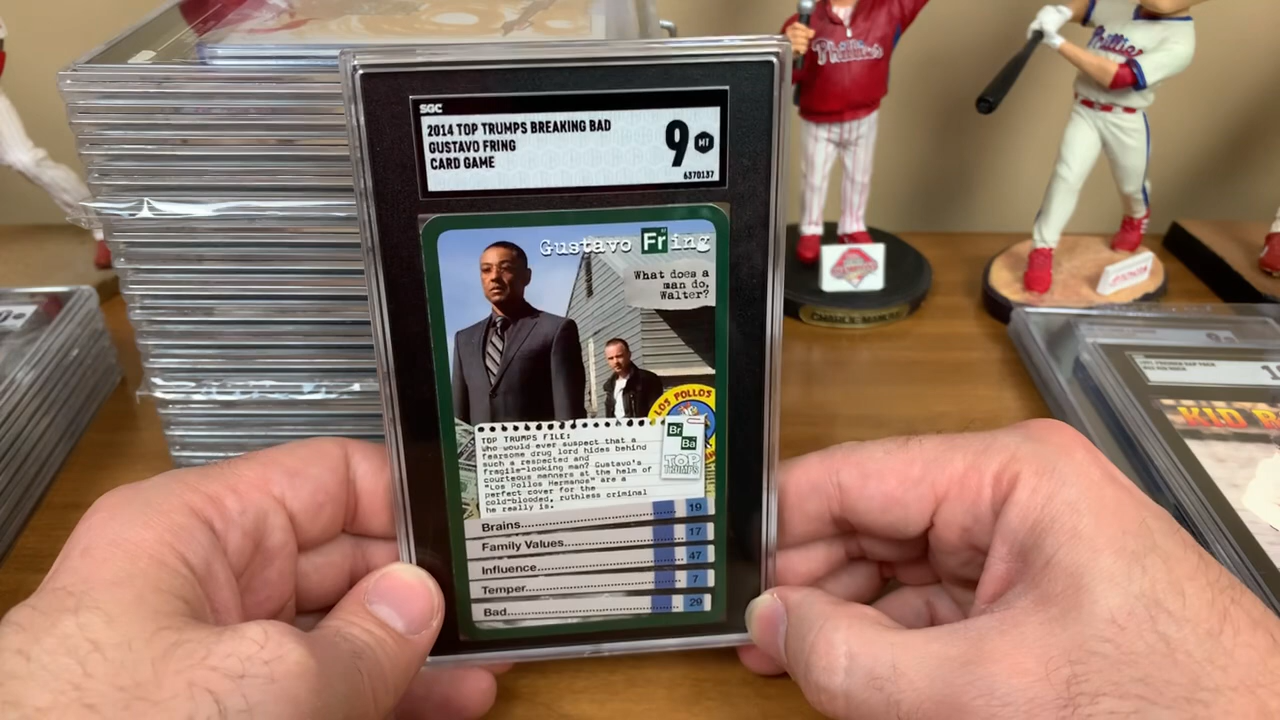 SGC
2014 TOP TRUMPS BREAKING BAD
GUSTAVO FRING
CARD GAME
9
MT
6370137
Gustavo Fring
What does a
man do,
Walter?
LOS POLLOS
TOP TRUMPS FILE:
Who would ever suspect that a
fearsome drug lord hides behind
such a respected and
fragile-looking man? Gustavo's
courteous manners at the helm of
"Los Pollos Hermanos" are a
perfect cover for the
cold-blooded, ruthless criminal
he really is.
Br
Ba
TOP
TRUMPS
Brains 19
Family Values 17
Influence 47
Temper 7
Bad 29
Phillies
Phillies
CHARLIE MANUEL
KID R